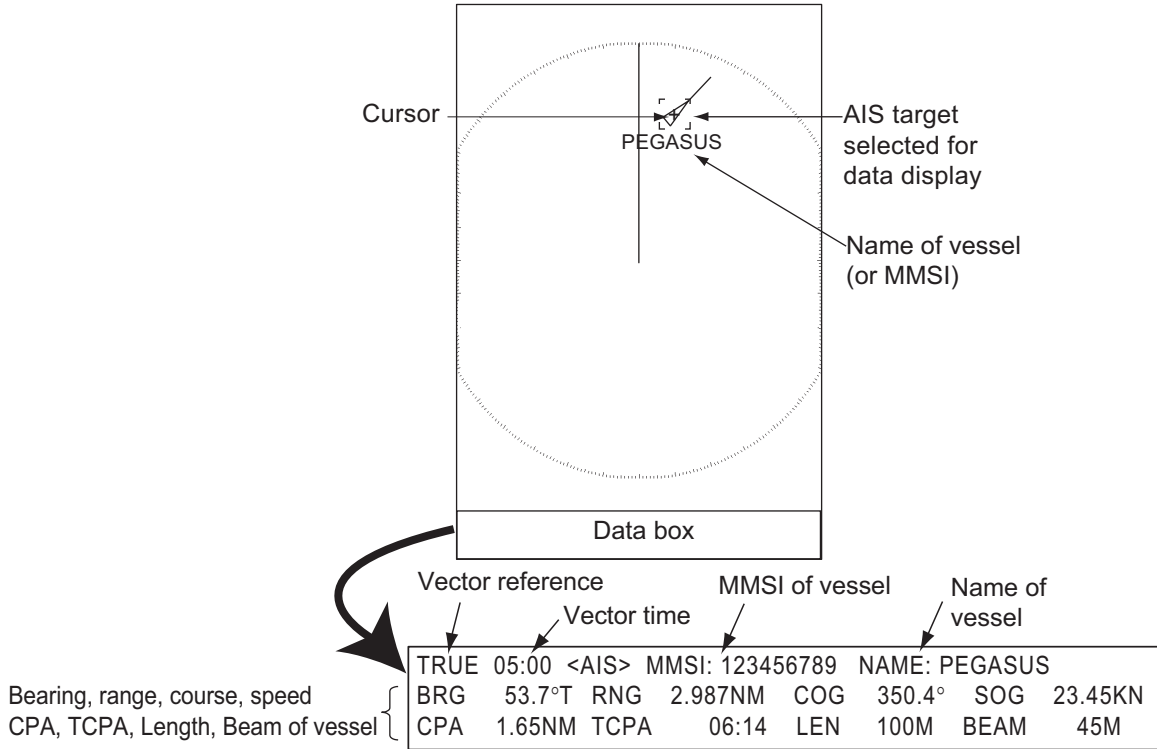 Cursor
AIS target
selected for
data display
PEGASUS
Name of vessel
(or MMSI)
Data box
Vector reference
MMSI of vessel
Name of
vessel
Vector time
TRUE 05:00 <AIS> MMSI: 123456789 NAME: PEGASUS
Bearing, range, course, speed
CPA, TCPA, Length, Beam of vessel
BRG 53.7°T RNG 2.987NM COG 350.4° SOG 23.45KN
CPA 1.65NM TCPA 06:14 LEN 100M BEAM 45M